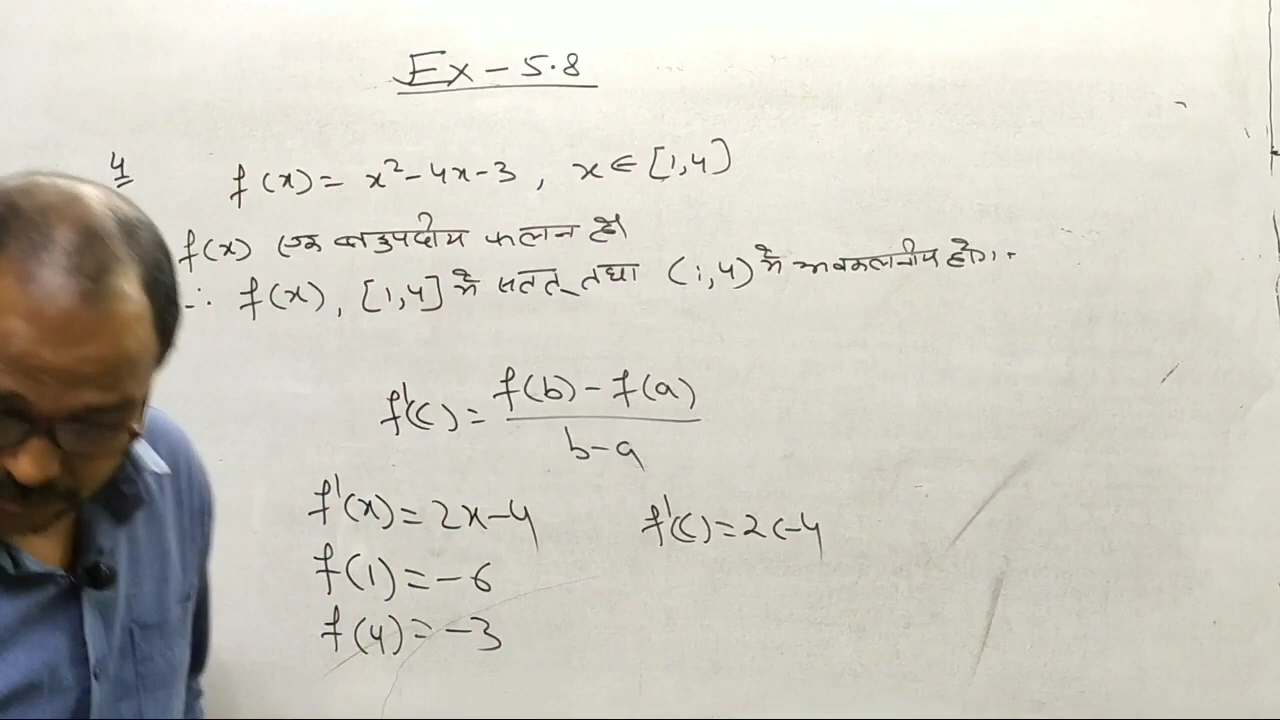 Ex - 5.8
4 f(x) = x² - 4x - 3 , x ∈ [1,4]
f(x) एक बहुपदीय फलन है।
∴ f(x), [1,4] में सतत् तथा (1,4) में अवकलनीय होगा।
f'(c) = f(b) - f(a) / b - a
f'(x) = 2x - 4 f'(c) = 2c - 4
f(1) = -6
f(4) = -3